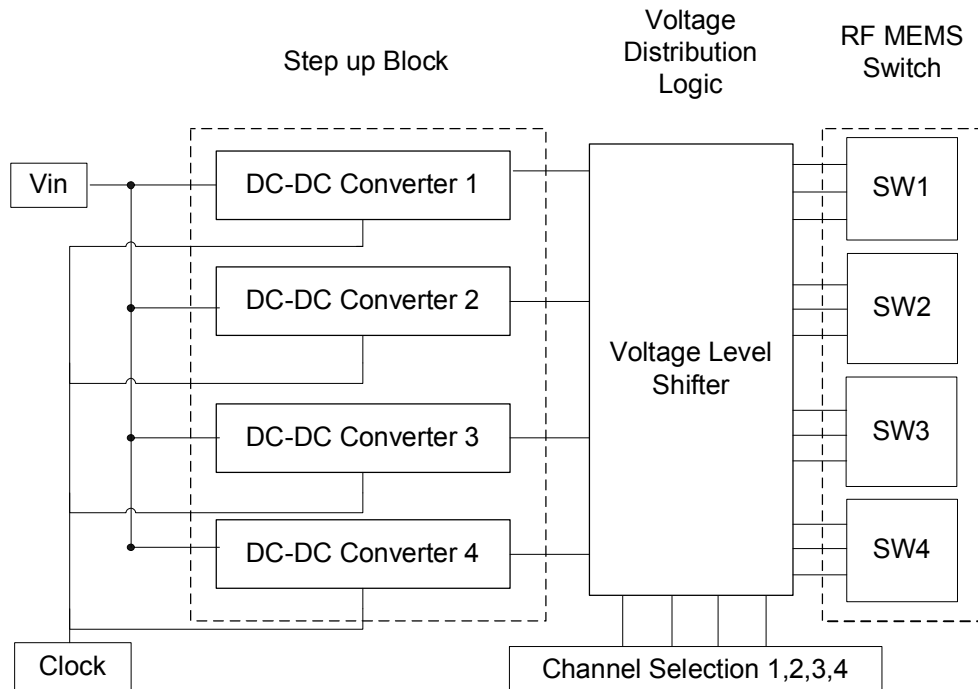 Step up Block
Voltage
Distribution
Logic
RF MEMS
Switch
Vin
DC-DC Converter 1
DC-DC Converter 2
DC-DC Converter 3
DC-DC Converter 4
Voltage Level
Shifter
SW1
SW2
SW3
SW4
Clock
Channel Selection 1,2,3,4